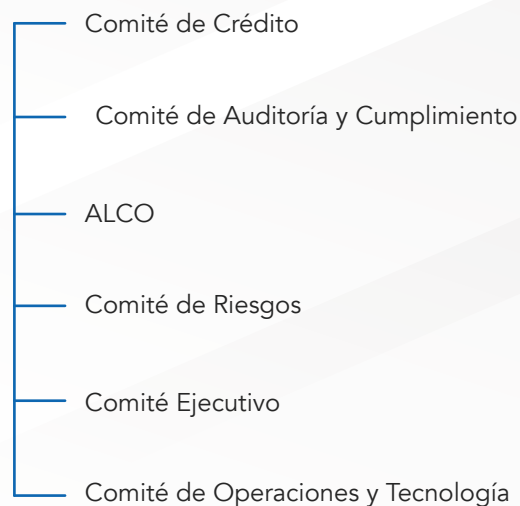 Comité de Crédito
Comité de Auditoría y Cumplimiento
ALCO
Comité de Riesgos
Comité Ejecutivo
Comité de Operaciones y Tecnología